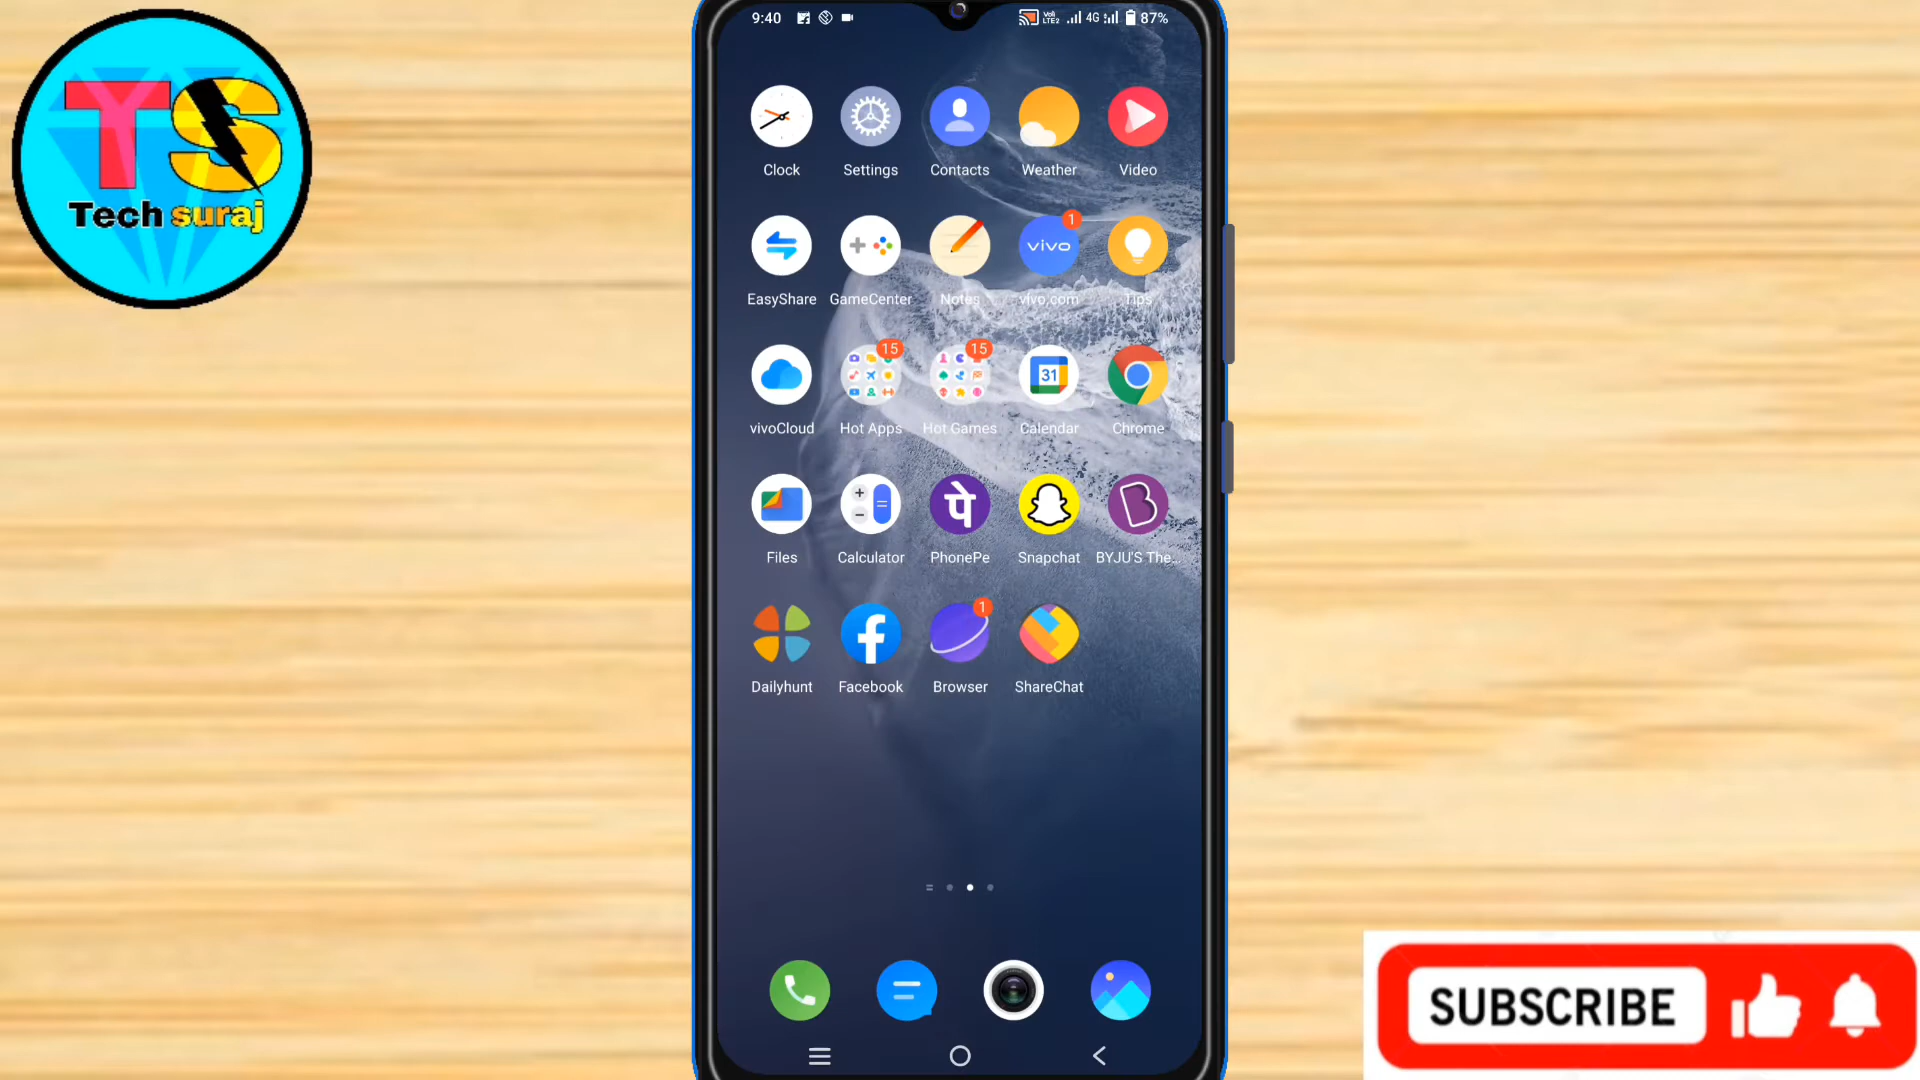 TS
Tech suraj
9:40
Vo)) LTE2 4G 87%
Clock Settings Contacts Weather Video
vivo 1
EasyShare GameCenter Notes vivo.com Tips
15 15 31
vivoCloud Hot Apps Hot Games Calendar Chrome
पे B
Files Calculator PhonePe Snapchat BYJU'S The...
f 1
Dailyhunt Facebook Browser ShareChat
SUBSCRIBE